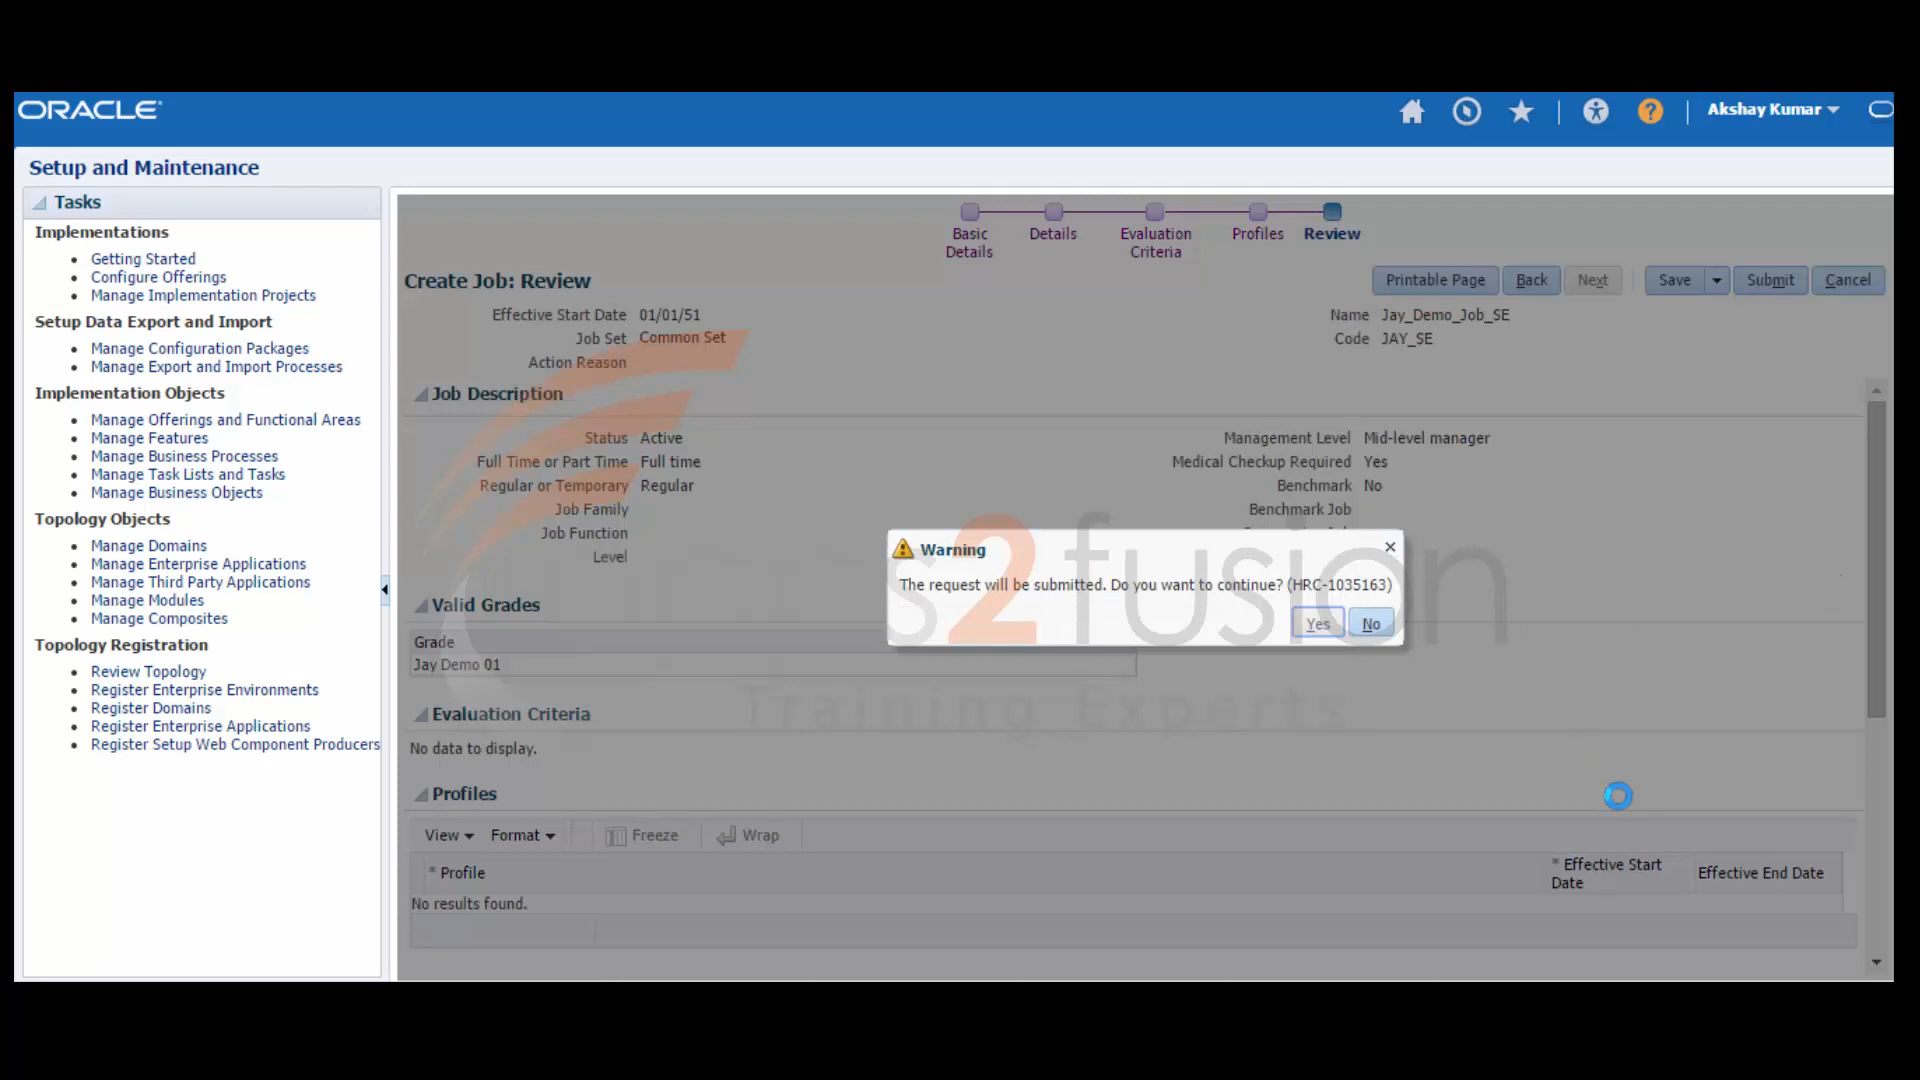 ORACLE
Akshay Kumar
Setup and Maintenance
Tasks
Implementations
Getting Started
Configure Offerings
Manage Implementation Projects
Setup Data Export and Import
Manage Configuration Packages
Manage Export and Import Processes
Implementation Objects
Manage Offerings and Functional Areas
Manage Features
Manage Business Processes
Manage Task Lists and Tasks
Manage Business Objects
Topology Objects
Manage Domains
Manage Enterprise Applications
Manage Third Party Applications
Manage Modules
Manage Composites
Topology Registration
Review Topology
Register Enterprise Environments
Register Domains
Register Enterprise Applications
Register Setup Web Component Producers
Basic Details
Details
Evaluation Criteria
Profiles
Review
Create Job: Review
Printable Page Back Next Save Submit Cancel
Effective Start Date 01/01/51
Name Jay_Demo_Job_SE
Job Set Common Set
Code JAY_SE
Action Reason
Job Description
Status Active
Management Level Mid-level manager
Full Time or Part Time Full time
Medical Checkup Required Yes
Regular or Temporary Regular
Benchmark No
Job Family
Benchmark Job
Job Function
Level
Warning
The request will be submitted. Do you want to continue? (HRC-1035163)
Yes No
Valid Grades
Grade
Jay Demo 01
s2fusion
Training Experts
Evaluation Criteria
No data to display.
Profiles
View Format Freeze Wrap
* Profile
* Effective Start Date
Effective End Date
No results found.